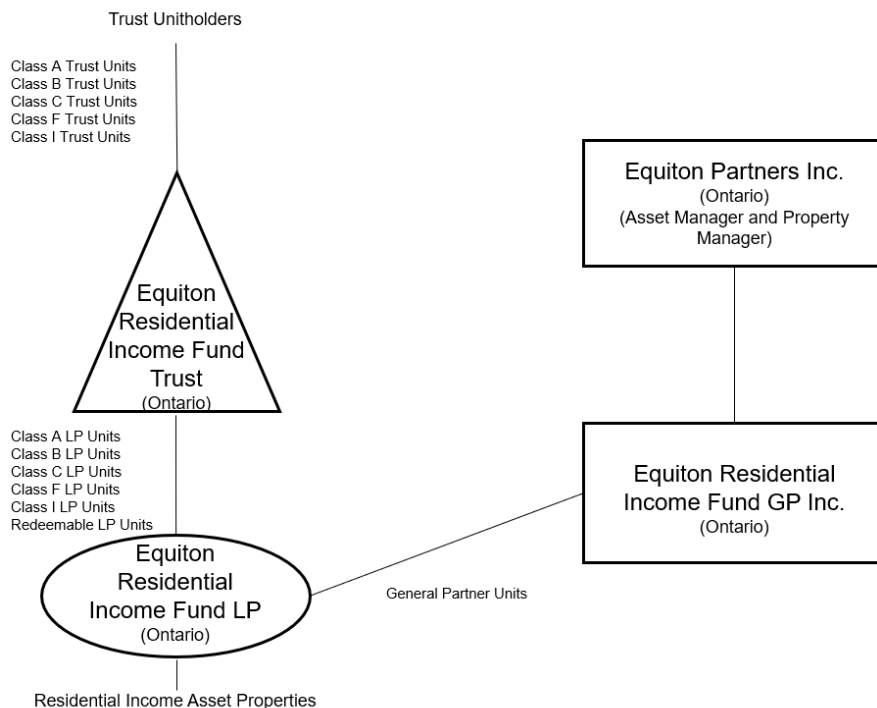 Trust Unitholders
Class A Trust Units
Class B Trust Units
Class C Trust Units
Class F Trust Units
Class I Trust Units
Equiton Partners Inc.
(Ontario)
(Asset Manager and Property
Manager)
Equiton
Residential
Income Fund
Trust
(Ontario)
Class A LP Units
Class B LP Units
Class C LP Units
Class F LP Units
Class I LP Units
Redeemable LP Units
Equiton Residential
Income Fund GP Inc.
(Ontario)
Equiton
Residential
Income Fund LP
(Ontario)
General Partner Units
Residential Income Asset Properties